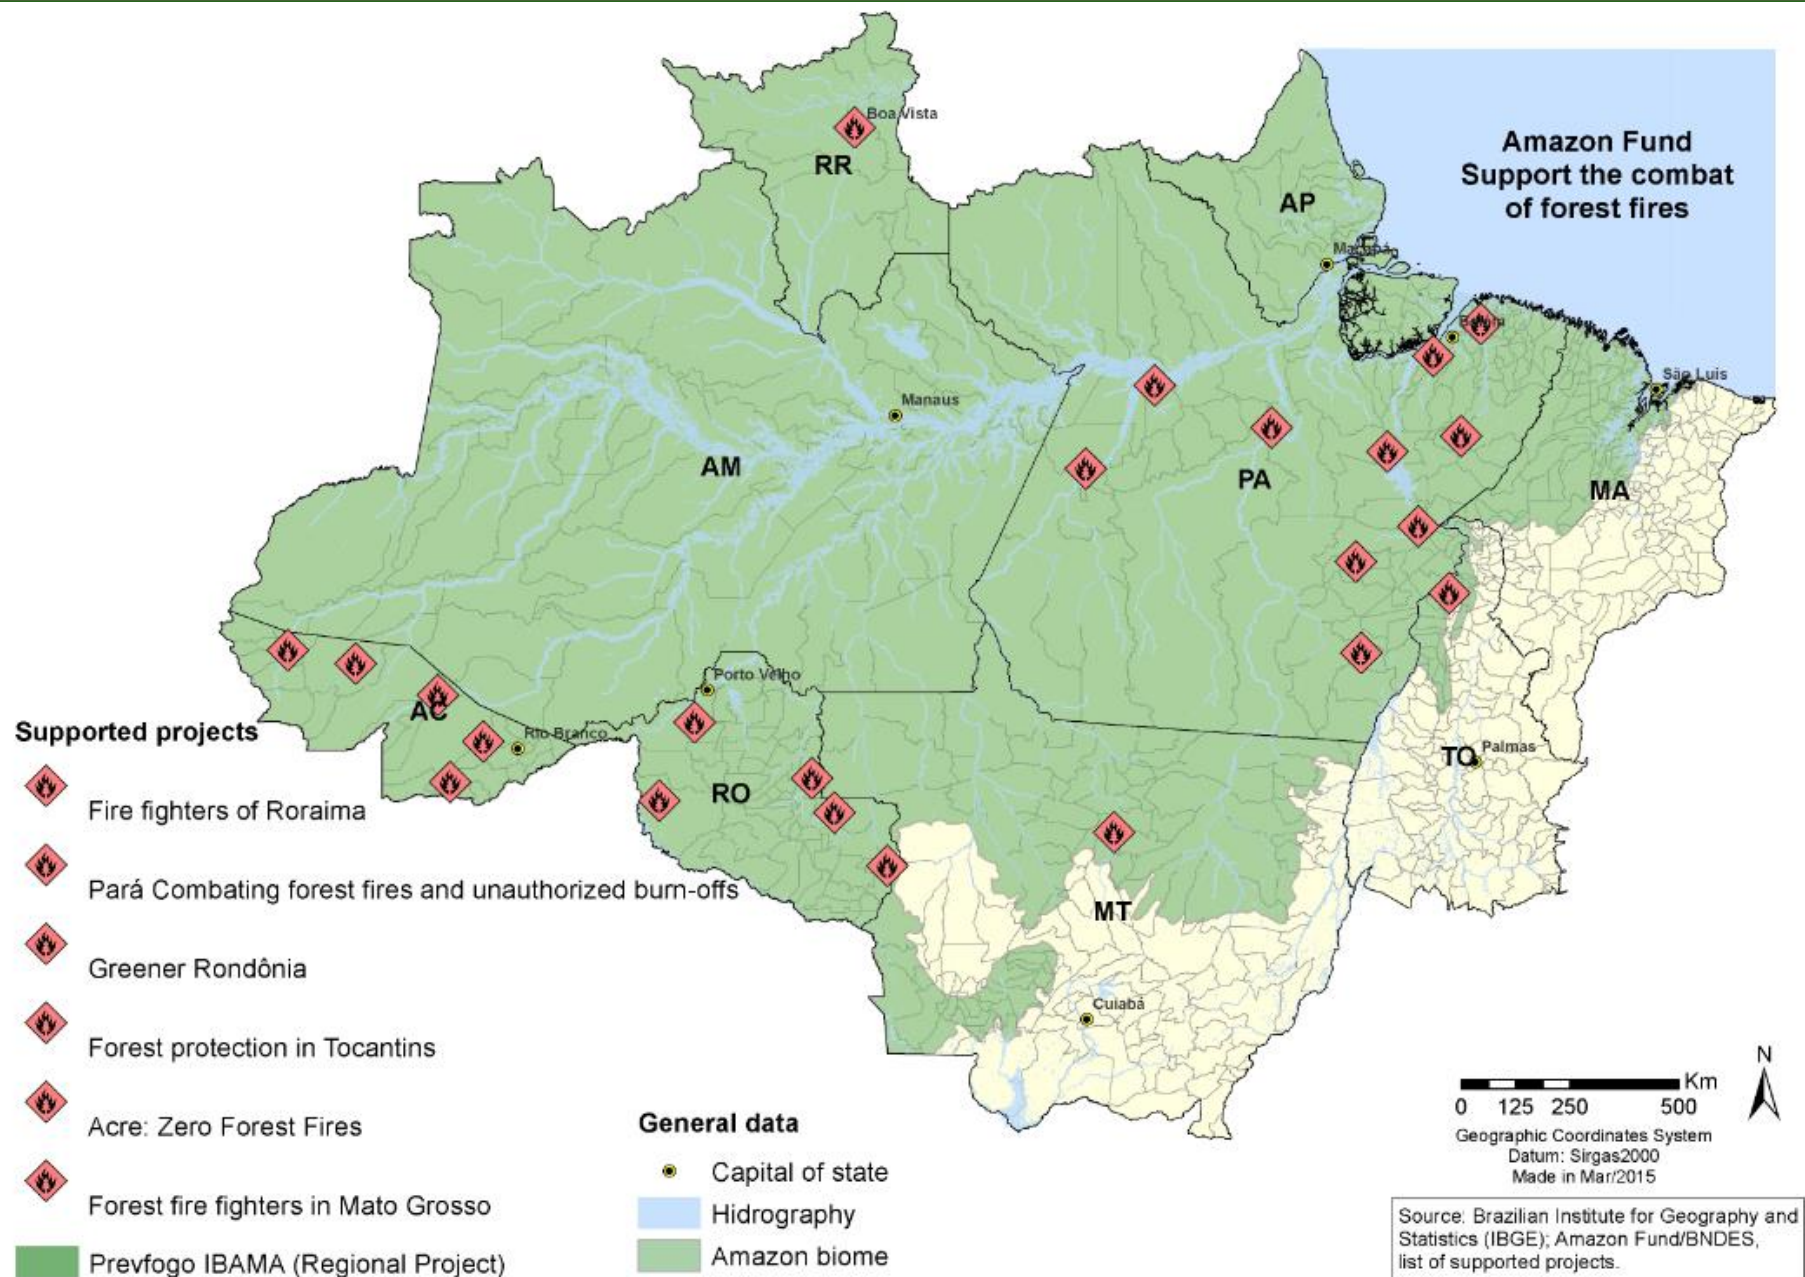 Amazon Fund
Support the combat
of forest fires
Boa Vista
RR
AP
Macapá
Belém
São Luís
Manaus
AM
PA
MA
Porto Velho
AC
Rio Branco
RO
TO
Palmas
MT
Cuiabá
Supported projects
Fire fighters of Roraima
Pará Combating forest fires and unauthorized burn-offs
Greener Rondônia
Forest protection in Tocantins
Acre: Zero Forest Fires
Forest fire fighters in Mato Grosso
Prevfogo IBAMA (Regional Project)
General data
Capital of state
Hidrography
Amazon biome
N
Km
0 125 250 500
Geographic Coordinates System
Datum: Sirgas2000
Made in Mar/2015
Source: Brazilian Institute for Geography and
Statistics (IBGE); Amazon Fund/BNDES,
list of supported projects.